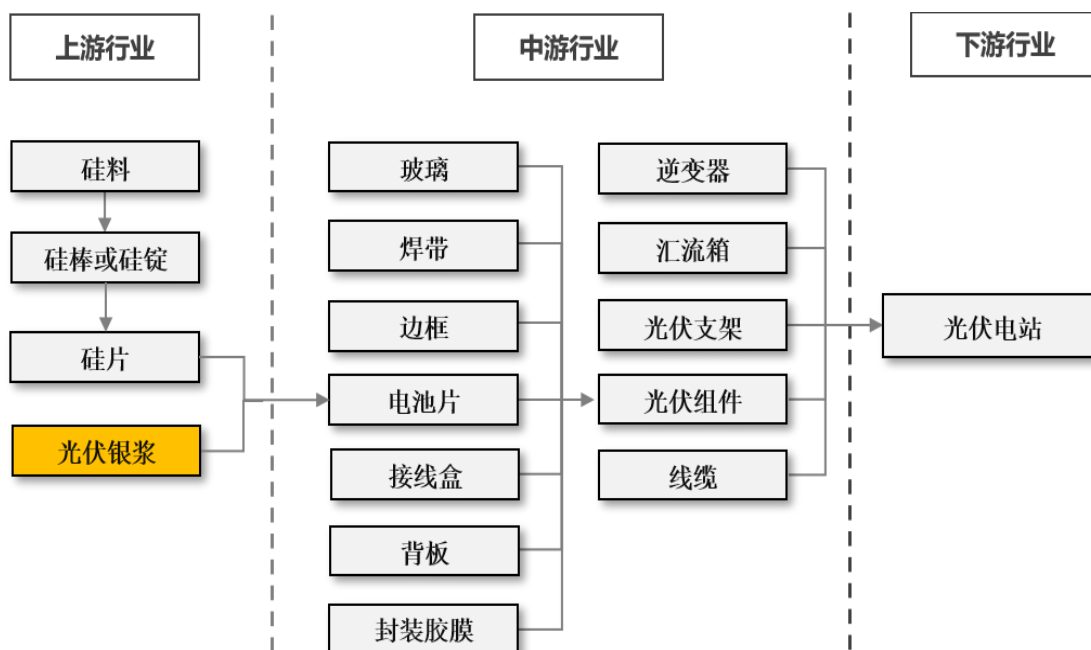 上游行业
中游行业
下游行业
硅料
硅棒或硅锭
硅片
光伏银浆
玻璃
焊带
边框
电池片
接线盒
背板
封装胶膜
逆变器
汇流箱
光伏支架
光伏组件
线缆
光伏电站